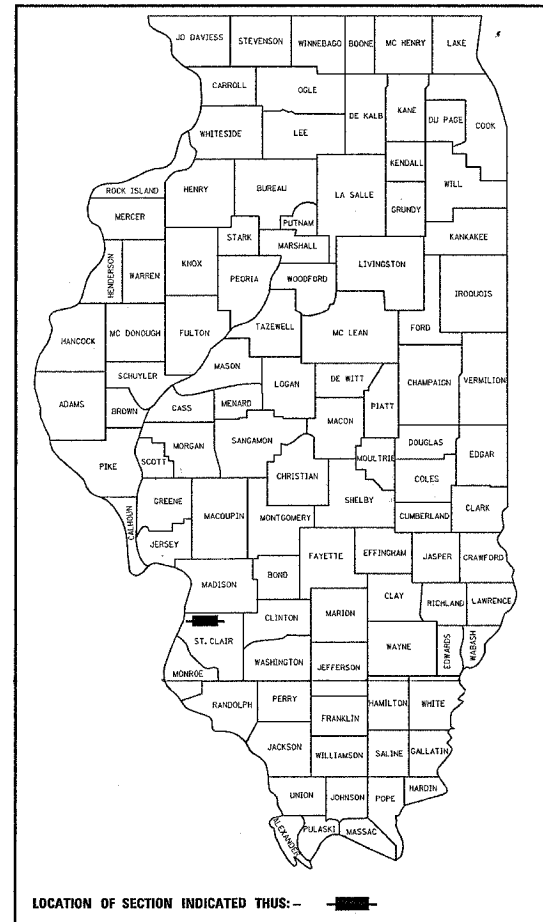 JO DAVIESS STEVENSON WINNEBAGO BOONE MC HENRY LAKE
CARROLL OGLE DE KALB KANE DU PAGE COOK
WHITESIDE LEE KENDALL WILL
ROCK ISLAND HENRY BUREAU LA SALLE GRUNDY
MERCER PUTNAM KANKAKEE
STARK MARSHALL
HENDERSON WARREN KNOX PEORIA WOODFORD LIVINGSTON IROQUOIS
HANCOCK MC DONOUGH FULTON TAZEWELL MC LEAN FORD
SCHUYLER MASON LOGAN DE WITT CHAMPAIGN VERMILION
ADAMS BROWN CASS MENARD PIATT
MACON
MORGAN SANGAMON DOUGLAS EDGAR
PIKE SCOTT CHRISTIAN MOULTRIE COLES
GREENE MACOUPIN SHELBY CLARK
CALHOUN MONTGOMERY CUMBERLAND
JERSEY FAYETTE EFFINGHAM JASPER CRAWFORD
MADISON BOND CLAY RICHLAND LAWRENCE
CLINTON MARION
ST. CLAIR WAYNE EDWARDS WABASH
MONROE WASHINGTON JEFFERSON
RANDOLPH PERRY HAMILTON WHITE
FRANKLIN
JACKSON WILLIAMSON SALINE GALLATIN
UNION JOHNSON POPE HARDIN
ALEXANDER PULASKI MASSAC
LOCATION OF SECTION INDICATED THUS: -